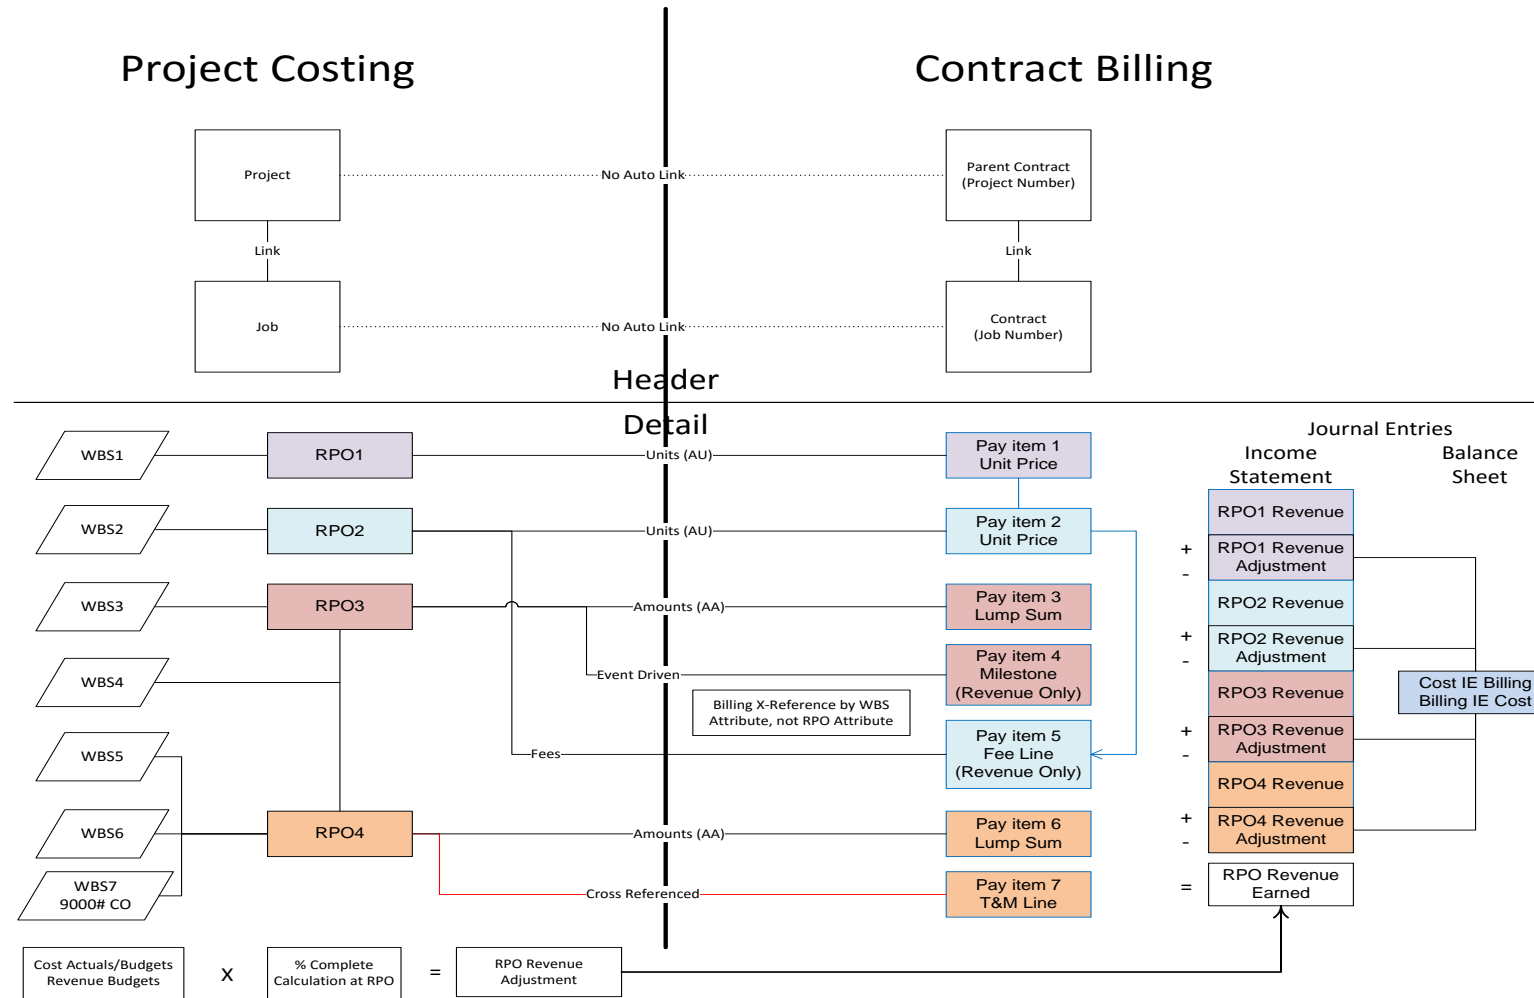 Project Costing
Contract Billing
Project
No Auto Link
Parent Contract
(Project Number)
Link
Link
Job
No Auto Link
Contract
(Job Number)
Header
Detail
Journal Entries
Income
Statement
Balance
Sheet
WBS1
RPO1
Units (AU)
Pay item 1
Unit Price
RPO1 Revenue
WBS2
RPO2
Units (AU)
Pay item 2
Unit Price
+
-
RPO1 Revenue
Adjustment
WBS3
RPO3
Amounts (AA)
Pay item 3
Lump Sum
RPO2 Revenue
+
-
RPO2 Revenue
Adjustment
WBS4
Event Driven
Pay item 4
Milestone
(Revenue Only)
RPO3 Revenue
Cost IE Billing
Billing IE Cost
Billing X-Reference by WBS
Attribute, not RPO Attribute
WBS5
Fees
Pay item 5
Fee Line
(Revenue Only)
+
-
RPO3 Revenue
Adjustment
RPO4 Revenue
WBS6
RPO4
Amounts (AA)
Pay item 6
Lump Sum
+
-
RPO4 Revenue
Adjustment
WBS7
9000# CO
Cross Referenced
Pay item 7
T&M Line
=
RPO Revenue
Earned
Cost Actuals/Budgets
Revenue Budgets
X
% Complete
Calculation at RPO
=
RPO Revenue
Adjustment